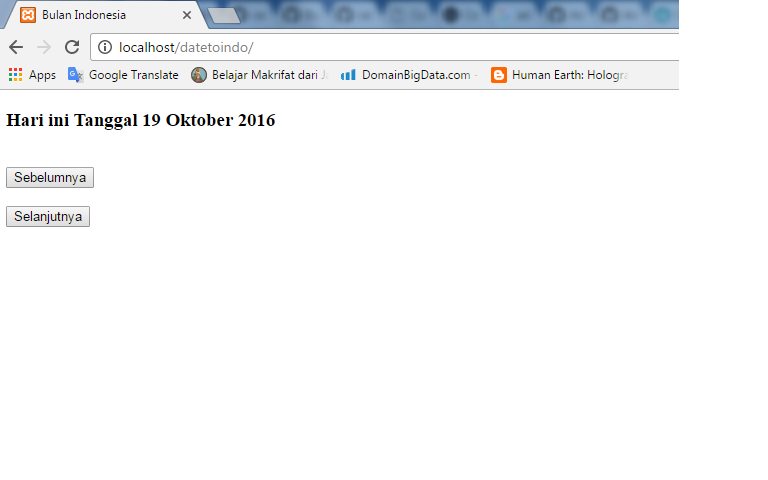 Bulan Indonesia
localhost/datetoindo/
Apps Google Translate Belajar Makrifat dari J DomainBigData.com - Human Earth: Hologra
Hari ini Tanggal 19 Oktober 2016
Sebelumnya
Selanjutnya